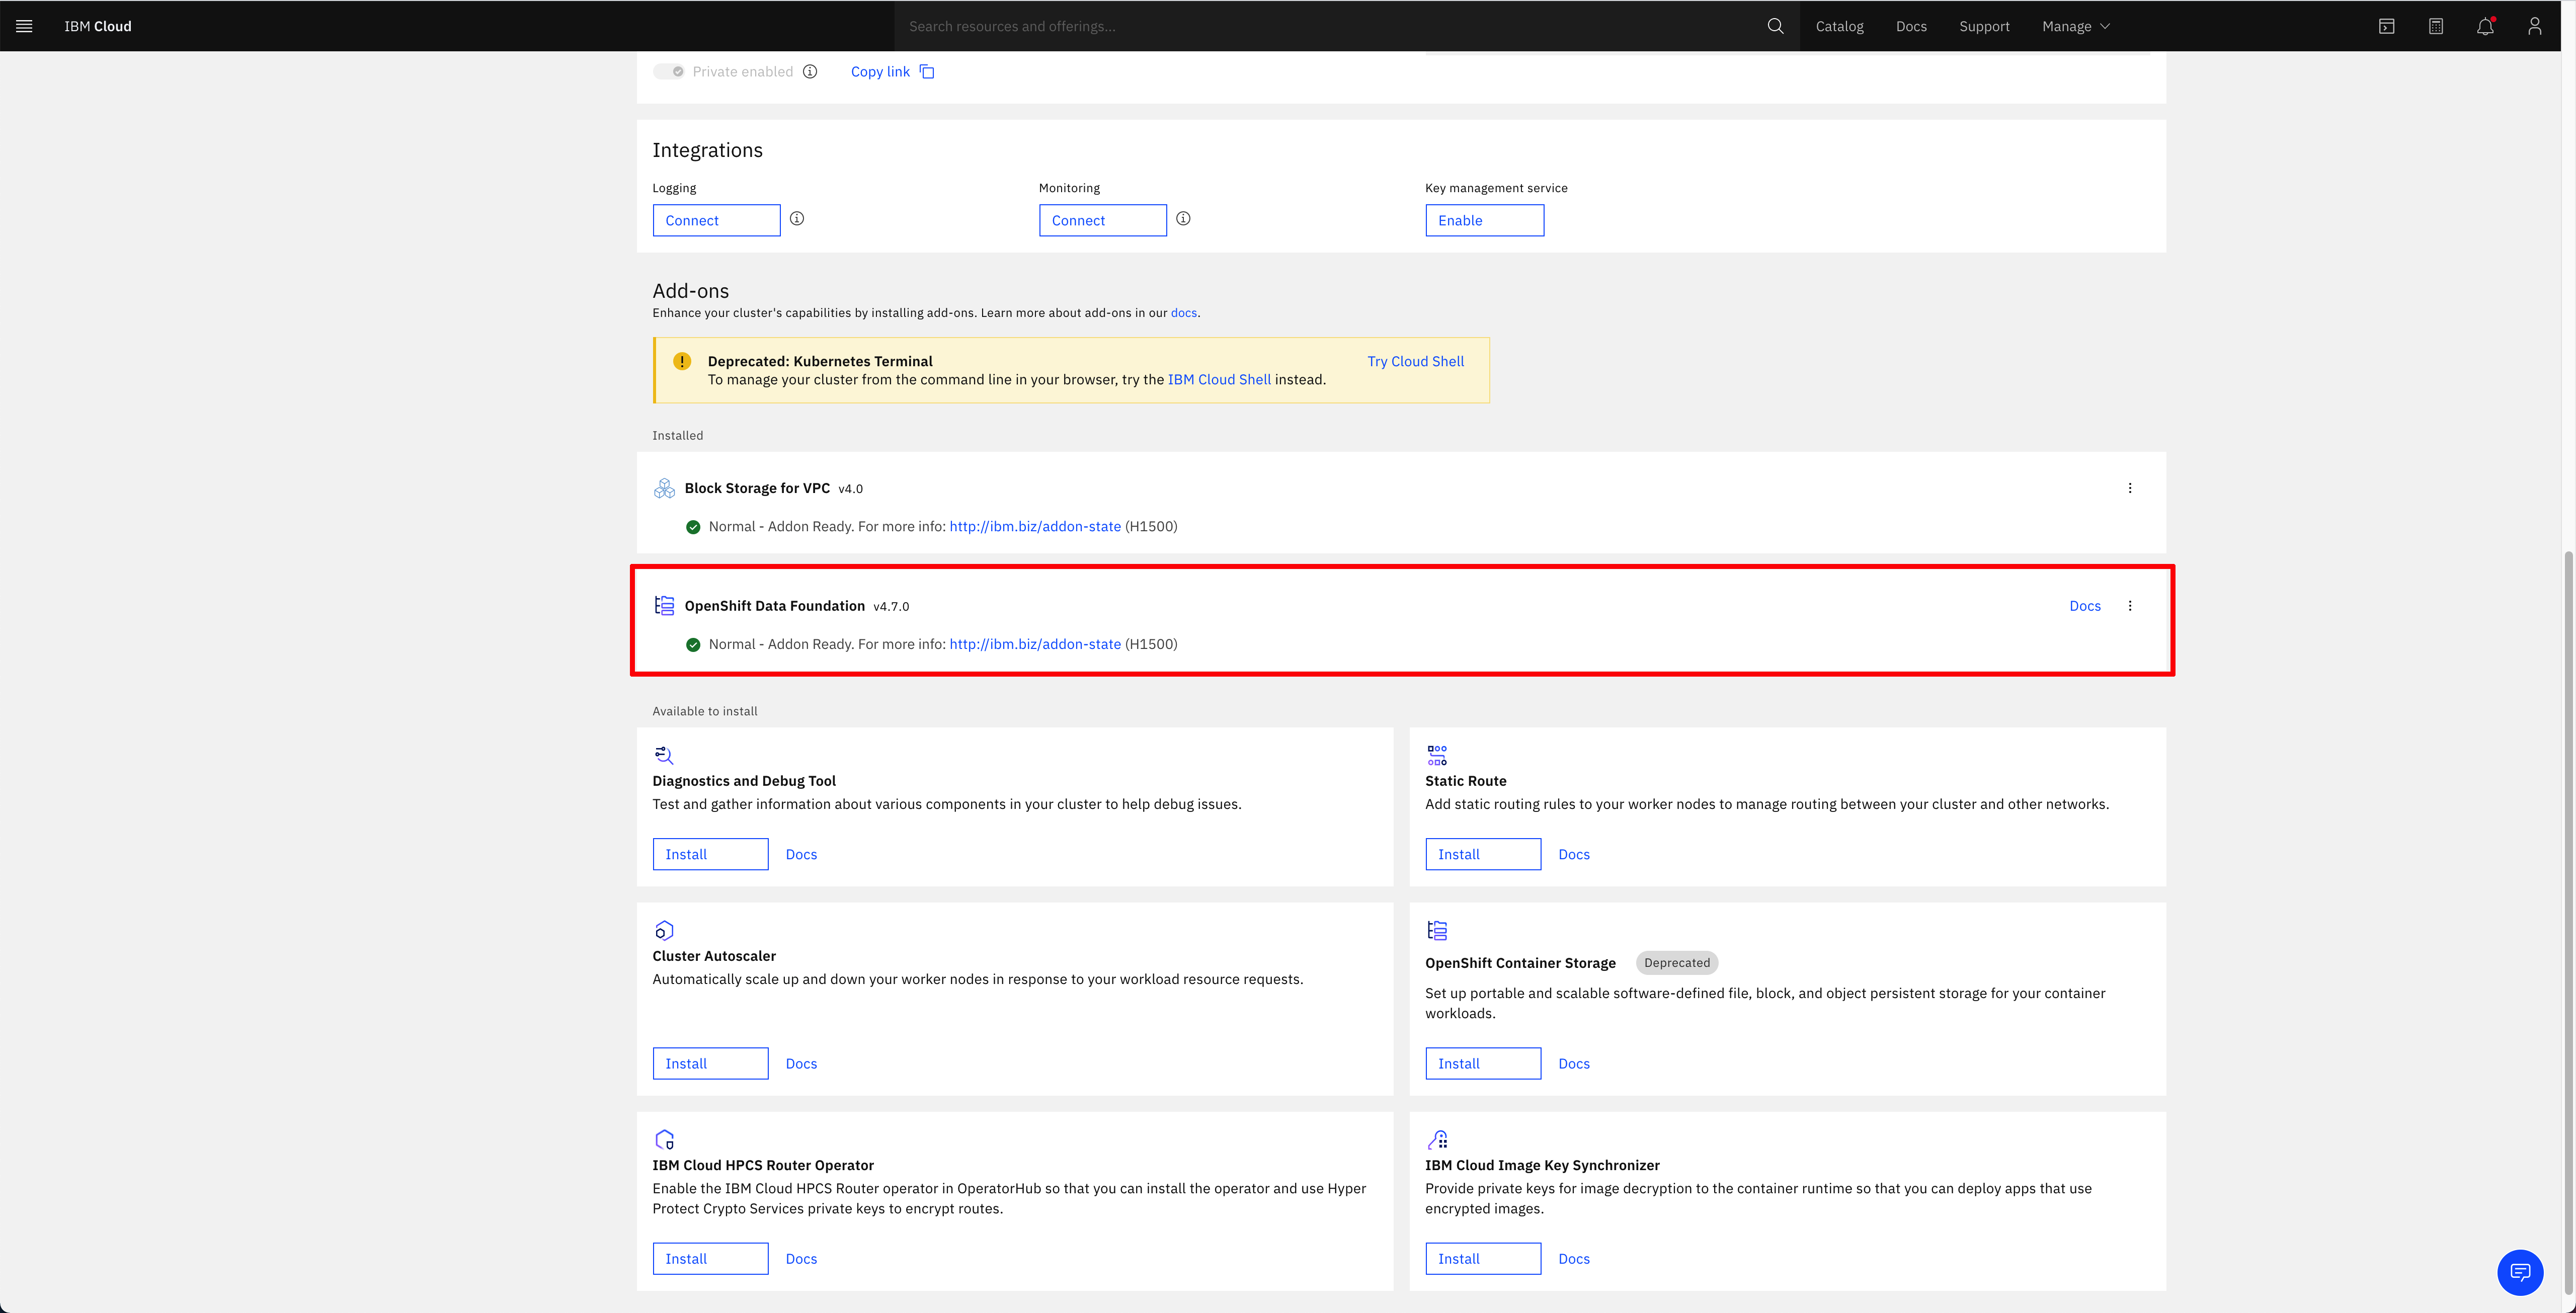 IBM Cloud
Search resources and offerings...
Catalog
Docs
Support
Manage
Private enabled
Copy link
Integrations
Logging
Monitoring
Key management service
Connect
Connect
Enable
Add-ons
Enhance your cluster's capabilities by installing add-ons. Learn more about add-ons in our docs.
Deprecated: Kubernetes Terminal
Try Cloud Shell
To manage your cluster from the command line in your browser, try the IBM Cloud Shell instead.
Installed
Block Storage for VPC v4.0
Normal - Addon Ready. For more info: http://ibm.biz/addon-state (H1500)
OpenShift Data Foundation v4.7.0
Docs
Normal - Addon Ready. For more info: http://ibm.biz/addon-state (H1500)
Available to install
Diagnostics and Debug Tool
Test and gather information about various components in your cluster to help debug issues.
Install
Docs
Static Route
Add static routing rules to your worker nodes to manage routing between your cluster and other networks.
Install
Docs
Cluster Autoscaler
Automatically scale up and down your worker nodes in response to your workload resource requests.
Install
Docs
OpenShift Container Storage
Deprecated
Set up portable and scalable software-defined file, block, and object persistent storage for your container
workloads.
Install
Docs
IBM Cloud HPCS Router Operator
Enable the IBM Cloud HPCS Router operator in OperatorHub so that you can install the operator and use Hyper
Protect Crypto Services private keys to encrypt routes.
Install
Docs
IBM Cloud Image Key Synchronizer
Provide private keys for image decryption to the container runtime so that you can deploy apps that use
encrypted images.
Install
Docs